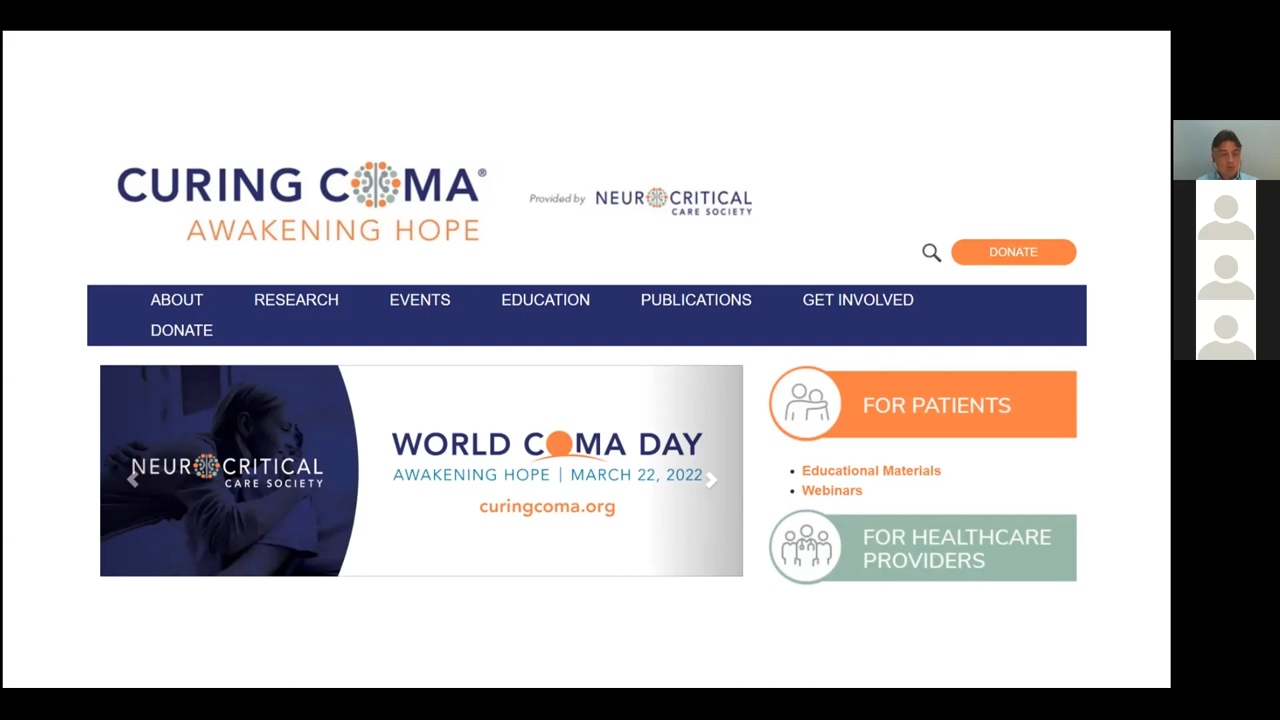 CURING COMA®
AWAKENING HOPE
Provided by NEUROCRITICAL
CARE SOCIETY
DONATE
ABOUT RESEARCH EVENTS EDUCATION PUBLICATIONS GET INVOLVED
DONATE
NEUROCRITICAL
CARE SOCIETY
WORLD COMA DAY
AWAKENING HOPE | MARCH 22, 2022
curingcoma.org
FOR PATIENTS
• Educational Materials
• Webinars
FOR HEALTHCARE
PROVIDERS